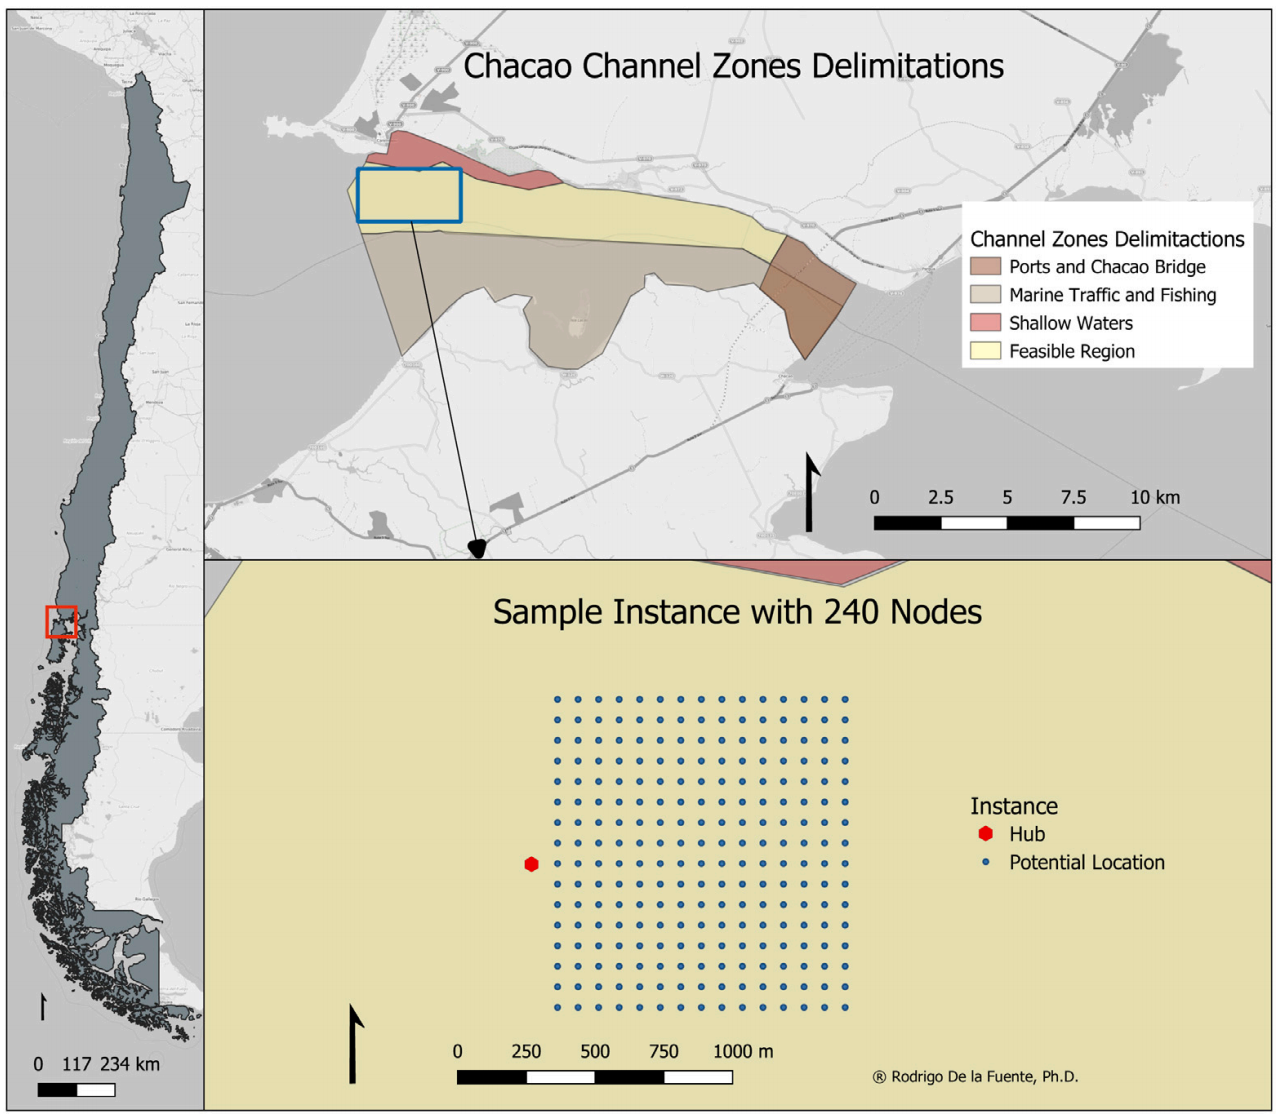 Chacao Channel Zones Delimitations
Channel Zones Delimitactions
Ports and Chacao Bridge
Marine Traffic and Fishing
Shallow Waters
Feasible Region
0 2.5 5 7.5 10 km
Sample Instance with 240 Nodes
Instance
Hub
Potential Location
0 250 500 750 1000 m
® Rodrigo De la Fuente, Ph.D.
0 117 234 km